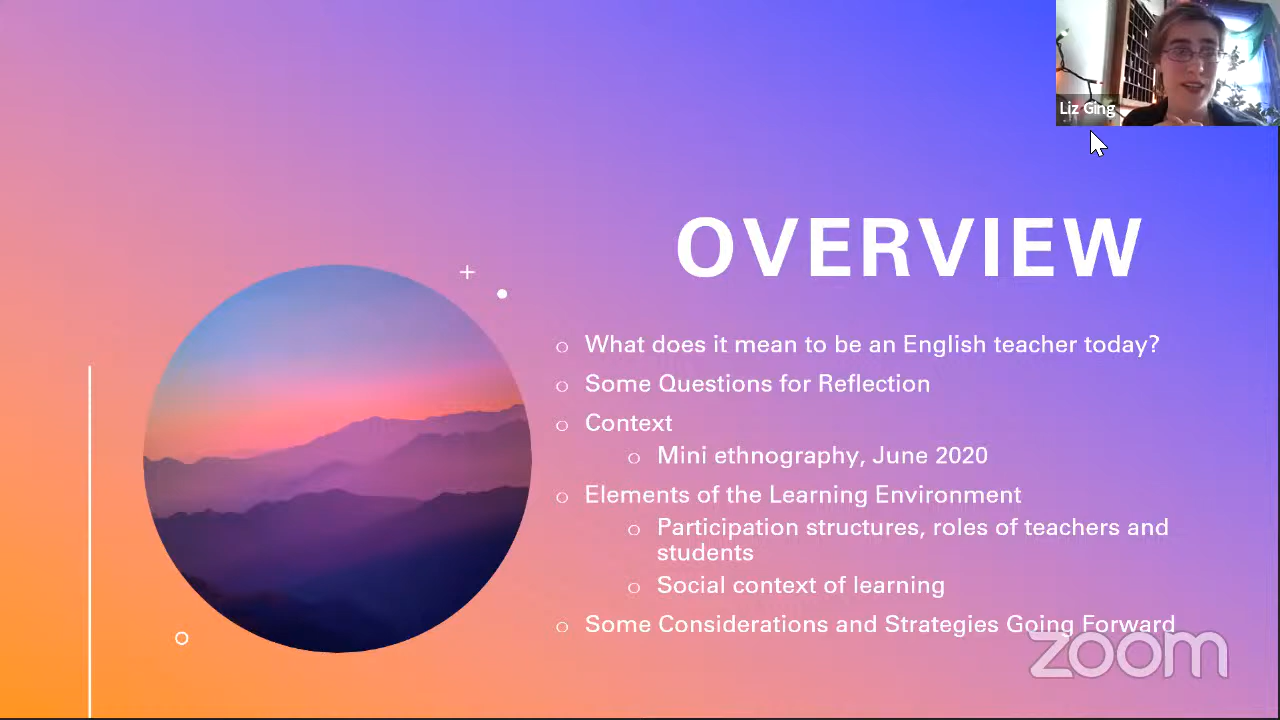 Liz Ging
OVERVIEW
What does it mean to be an English teacher today?
Some Questions for Reflection
Context
Mini ethnography, June 2020
Elements of the Learning Environment
Participation structures, roles of teachers and
students
Social context of learning
Some Considerations and Strategies Going Forward
zoom